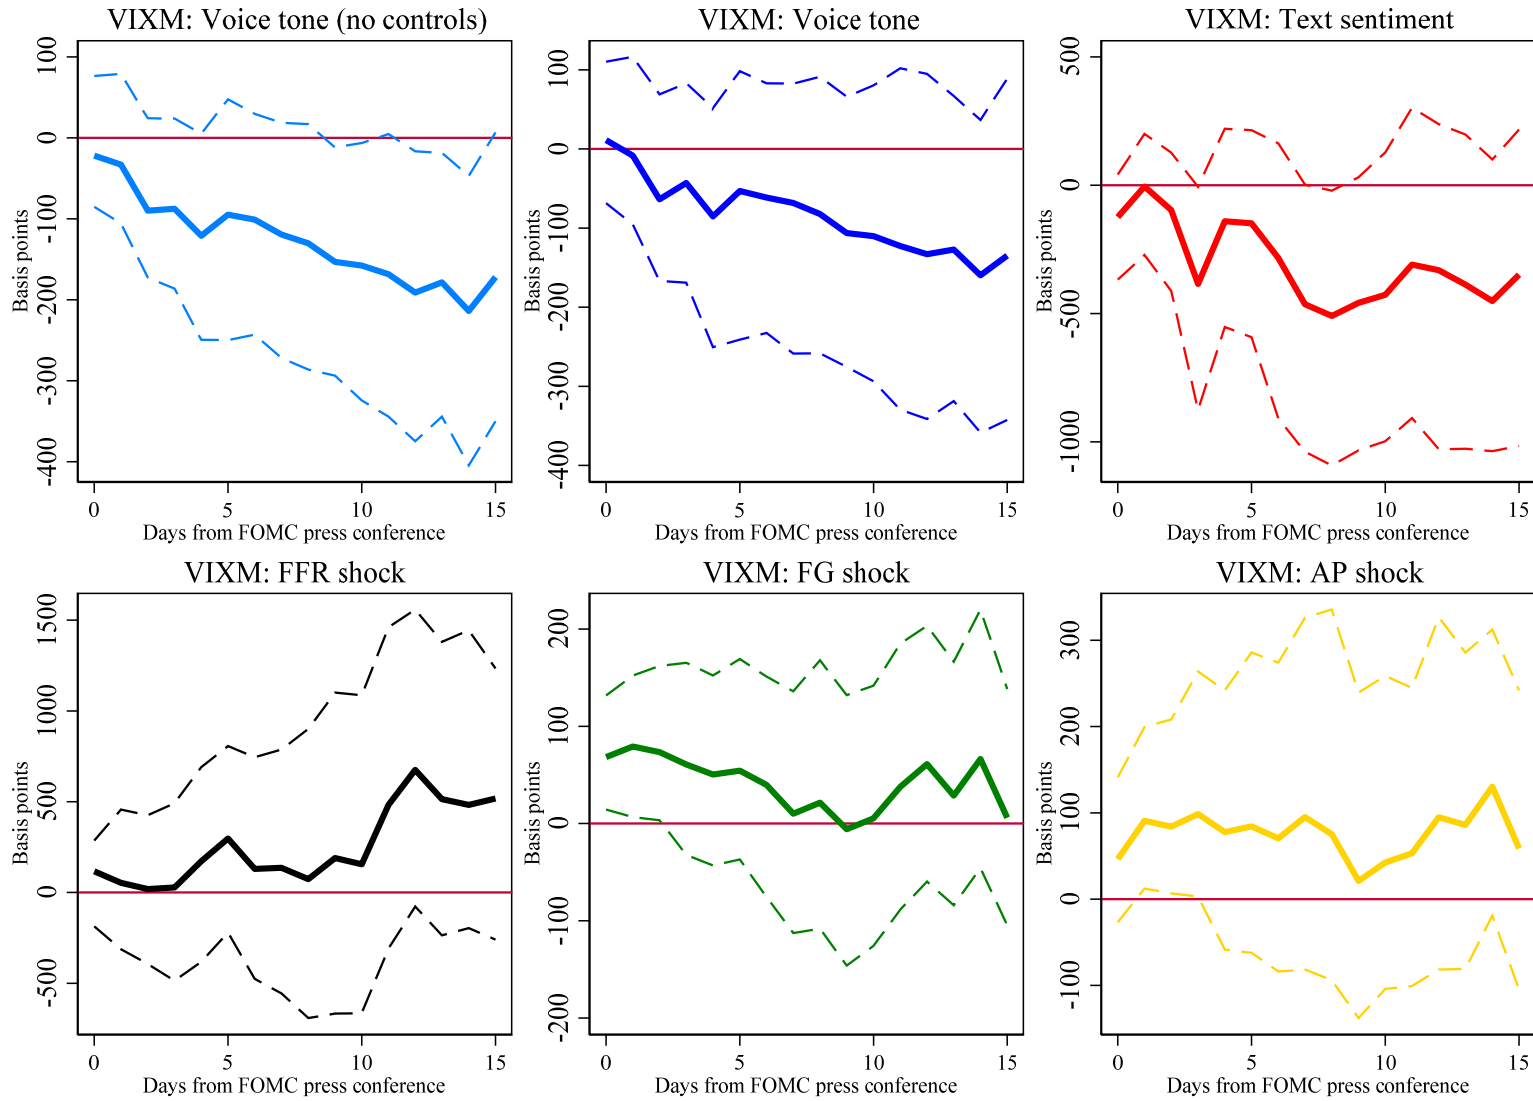 VIXM: Voice tone (no controls)
Basis points
100
0
-100
-200
-300
-400
0 5 10 15
Days from FOMC press conference
VIXM: Voice tone
Basis points
100
0
-100
-200
-300
-400
0 5 10 15
Days from FOMC press conference
VIXM: Text sentiment
Basis points
500
0
-500
-1000
0 5 10 15
Days from FOMC press conference
VIXM: FFR shock
Basis points
1500
1000
500
0
-500
0 5 10 15
Days from FOMC press conference
VIXM: FG shock
Basis points
200
100
0
-100
-200
0 5 10 15
Days from FOMC press conference
VIXM: AP shock
Basis points
300
200
100
0
-100
0 5 10 15
Days from FOMC press conference